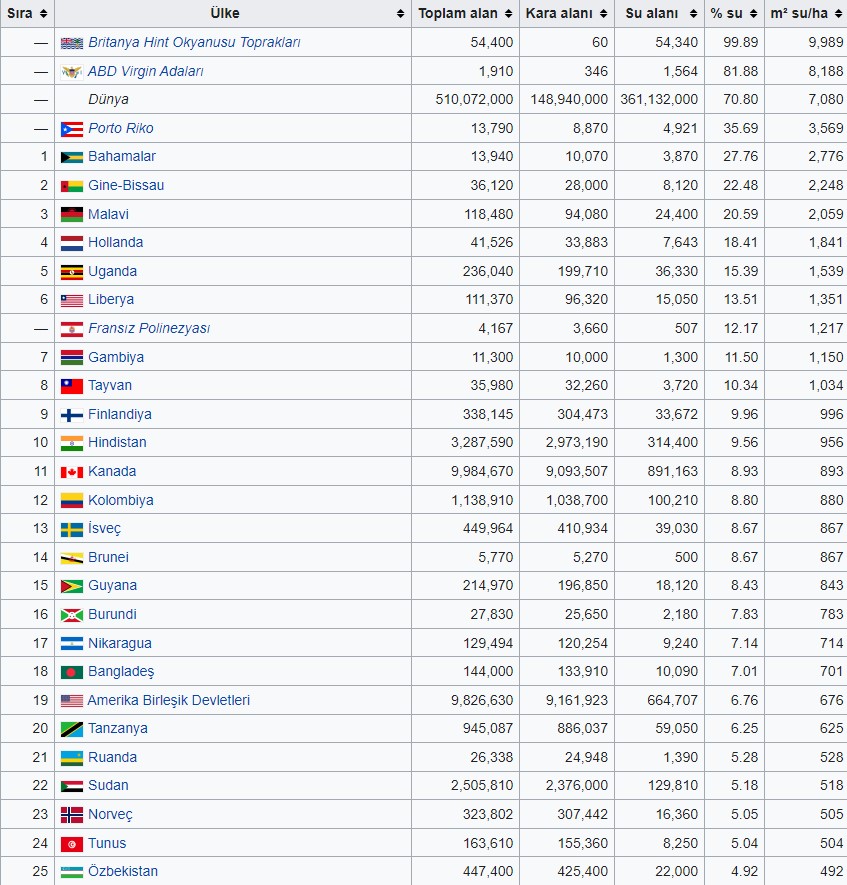 Sıra Ülke Toplam alan Kara alanı Su alanı % su m² su/ha
— Britanya Hint Okyanusu Toprakları 54,400 60 54,340 99.89 9,989
— ABD Virgin Adaları 1,910 346 1,564 81.88 8,188
— Dünya 510,072,000 148,940,000 361,132,000 70.80 7,080
— Porto Riko 13,790 8,870 4,921 35.69 3,569
1 Bahamalar 13,940 10,070 3,870 27.76 2,776
2 Gine-Bissau 36,120 28,000 8,120 22.48 2,248
3 Malavi 118,480 94,080 24,400 20.59 2,059
4 Hollanda 41,526 33,883 7,643 18.41 1,841
5 Uganda 236,040 199,710 36,330 15.39 1,539
6 Liberya 111,370 96,320 15,050 13.51 1,351
— Fransız Polinezyası 4,167 3,660 507 12.17 1,217
7 Gambiya 11,300 10,000 1,300 11.50 1,150
8 Tayvan 35,980 32,260 3,720 10.34 1,034
9 Finlandiya 338,145 304,473 33,672 9.96 996
10 Hindistan 3,287,590 2,973,190 314,400 9.56 956
11 Kanada 9,984,670 9,093,507 891,163 8.93 893
12 Kolombiya 1,138,910 1,038,700 100,210 8.80 880
13 İsveç 449,964 410,934 39,030 8.67 867
14 Brunei 5,770 5,270 500 8.67 867
15 Guyana 214,970 196,850 18,120 8.43 843
16 Burundi 27,830 25,650 2,180 7.83 783
17 Nikaragua 129,494 120,254 9,240 7.14 714
18 Bangladeş 144,000 133,910 10,090 7.01 701
19 Amerika Birleşik Devletleri 9,826,630 9,161,923 664,707 6.76 676
20 Tanzanya 945,087 886,037 59,050 6.25 625
21 Ruanda 26,338 24,948 1,390 5.28 528
22 Sudan 2,505,810 2,376,000 129,810 5.18 518
23 Norveç 323,802 307,442 16,360 5.05 505
24 Tunus 163,610 155,360 8,250 5.04 504
25 Özbekistan 447,400 425,400 22,000 4.92 492